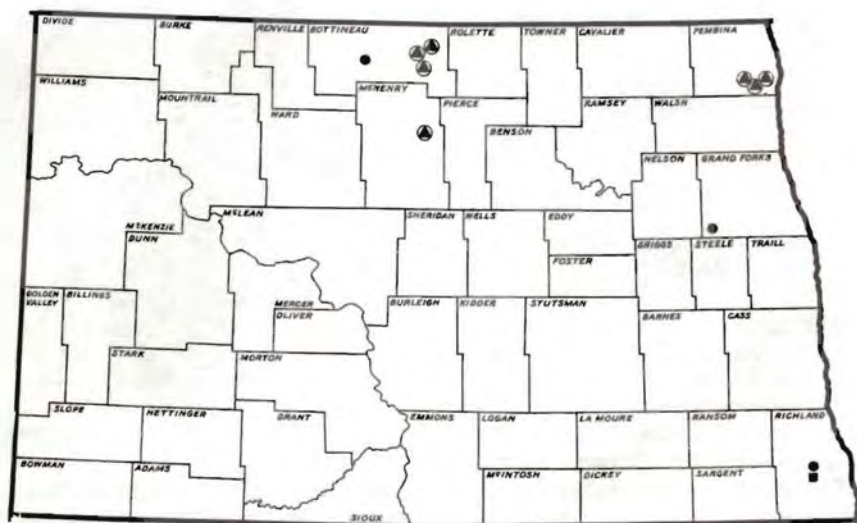 DIVIDE BURKE RENVILLE BOTTINEAU ROLETTE TOWNER CAVALIER PEMBINA
WILLIAMS MOUNTRAIL WARD McHENRY PIERCE BENSON RAMSEY WALSH
NELSON GRAND FORKS
McKENZIE DUNN McLEAN SHERIDAN WELLS EDDY GRIGGS STEELE TRAILL
FOSTER
GOLDEN VALLEY BILLINGS MERCER OLIVER BURLEIGH KIDDER STUTSMAN BARNES CASS
STARK MORTON
SLOPE HETTINGER GRANT EMMONS LOGAN LA MOURE RANSOM RICHLAND
BOWMAN ADAMS SIOUX McINTOSH DICKEY SARGENT